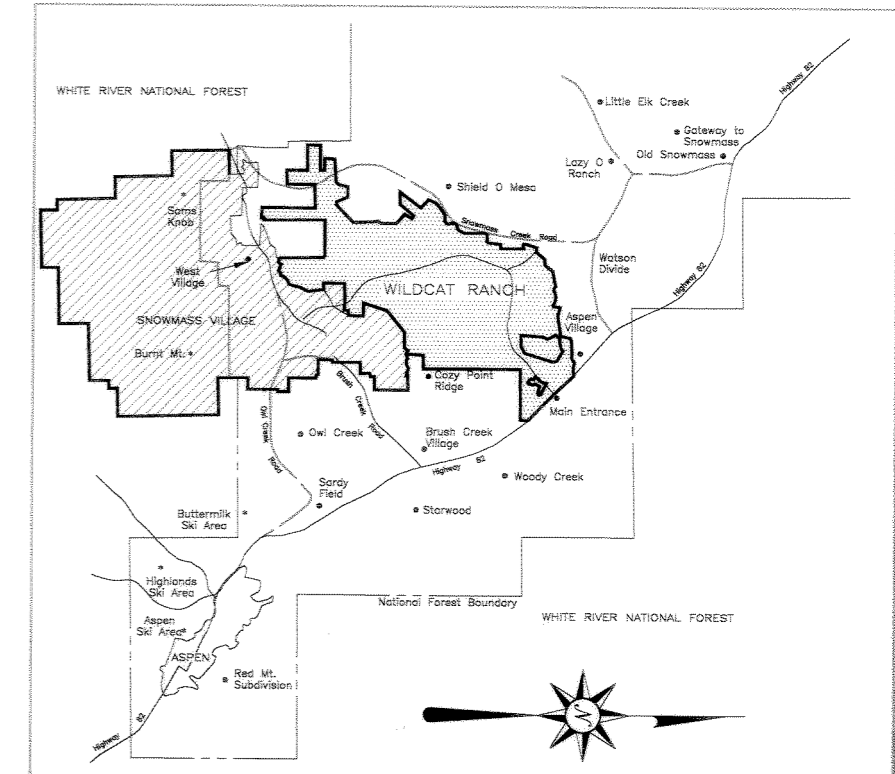 WHITE RIVER NATIONAL FOREST
Highway 82
Little Elk Creek
Gateway to
Snowmass
Old Snowmass
Lazy O
Ranch
Shield O Mesa
Sams
Knob
Snowmass Creek Road
West
Village
Watson
Divide
Highway 82
WILDCAT RANCH
SNOWMASS VILLAGE
Aspen
Village
Burnt Mt.
Cozy Point
Ridge
Main Entrance
Brush Creek Road
Owl Creek Road
Owl Creek
Brush Creek
Village
Highway 82
Woody Creek
Sardy
Field
Starwood
Buttermilk
Ski Area
Highlands
Ski Area
National Forest Boundary
WHITE RIVER NATIONAL FOREST
Aspen
Ski Area
ASPEN
Red Mt.
Subdivision
N
Highway 82